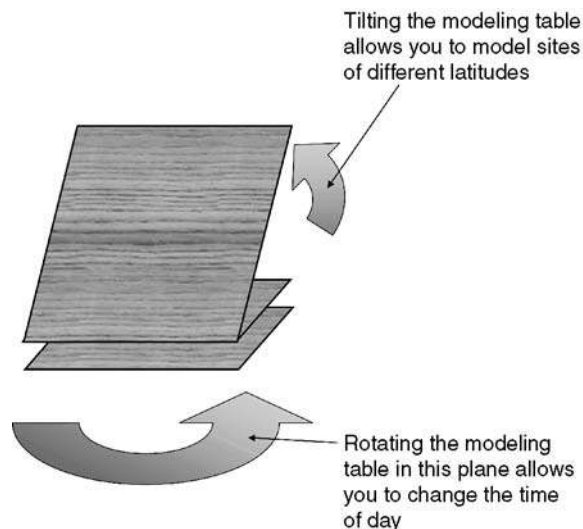 Tilting the modeling table
allows you to model sites
of different latitudes
Rotating the modeling
table in this plane allows
you to change the time
of day